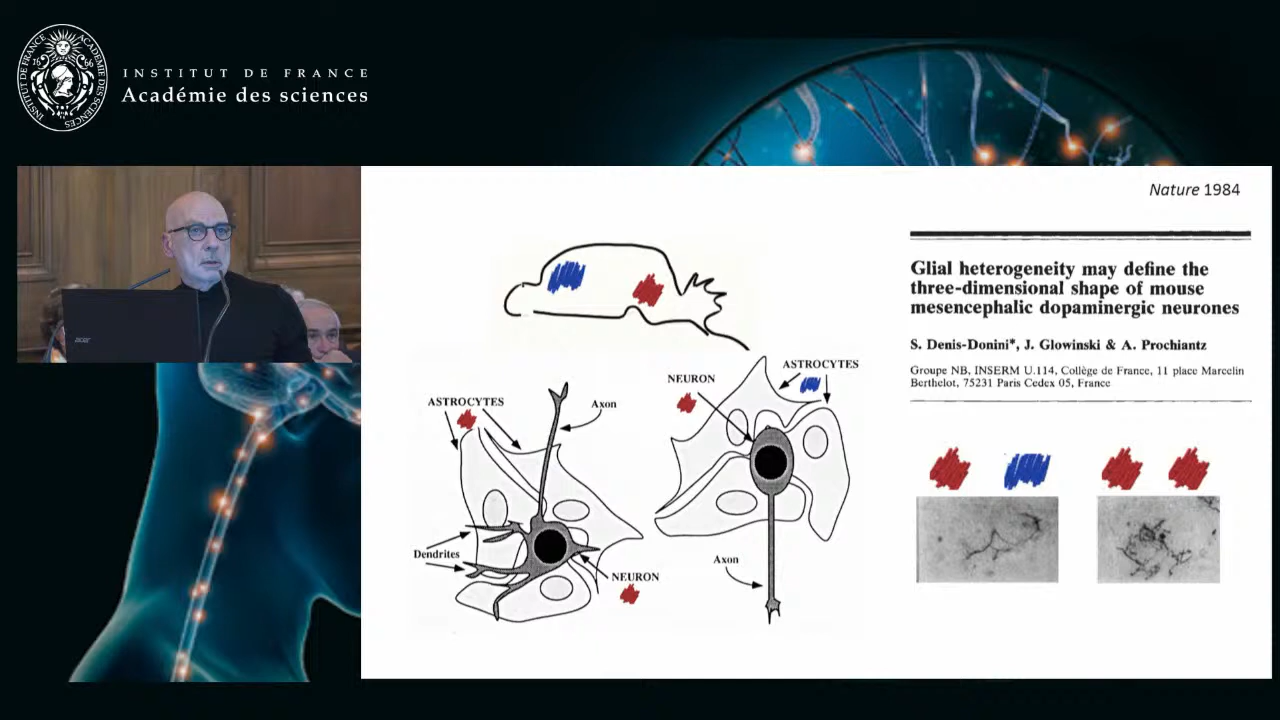 INSTITUT DE FRANCE
Académie des sciences
Nature 1984
Glial heterogeneity may define the
three-dimensional shape of mouse
mesencephalic dopaminergic neurones
S. Denis-Donini*, J. Glowinski & A. Prochiantz
Groupe NB, INSERM U.114, Collège de France, 11 place Marcelin
Berthelot, 75231 Paris Cedex 05, France
ASTROCYTES
Axon
Dendrites
NEURON
NEURON
ASTROCYTES
Axon
acer